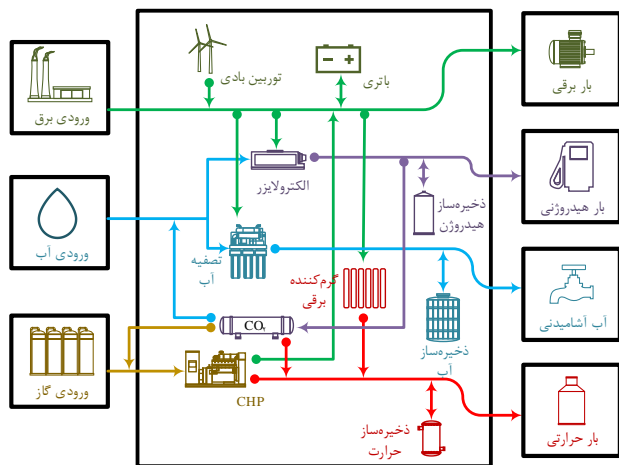 توربین بادی
باتری
بار برقی
ورودی برق
الکترولایزر
ذخیره‌ساز
هیدروژن
بار هیدروژنی
ورودی آب
تصفیه
آب
گرم‌کننده
برقی
آب آشامیدنی
CO₂
ذخیره‌ساز
آب
ورودی گاز
CHP
ذخیره‌ساز
حرارت
بار حرارتی